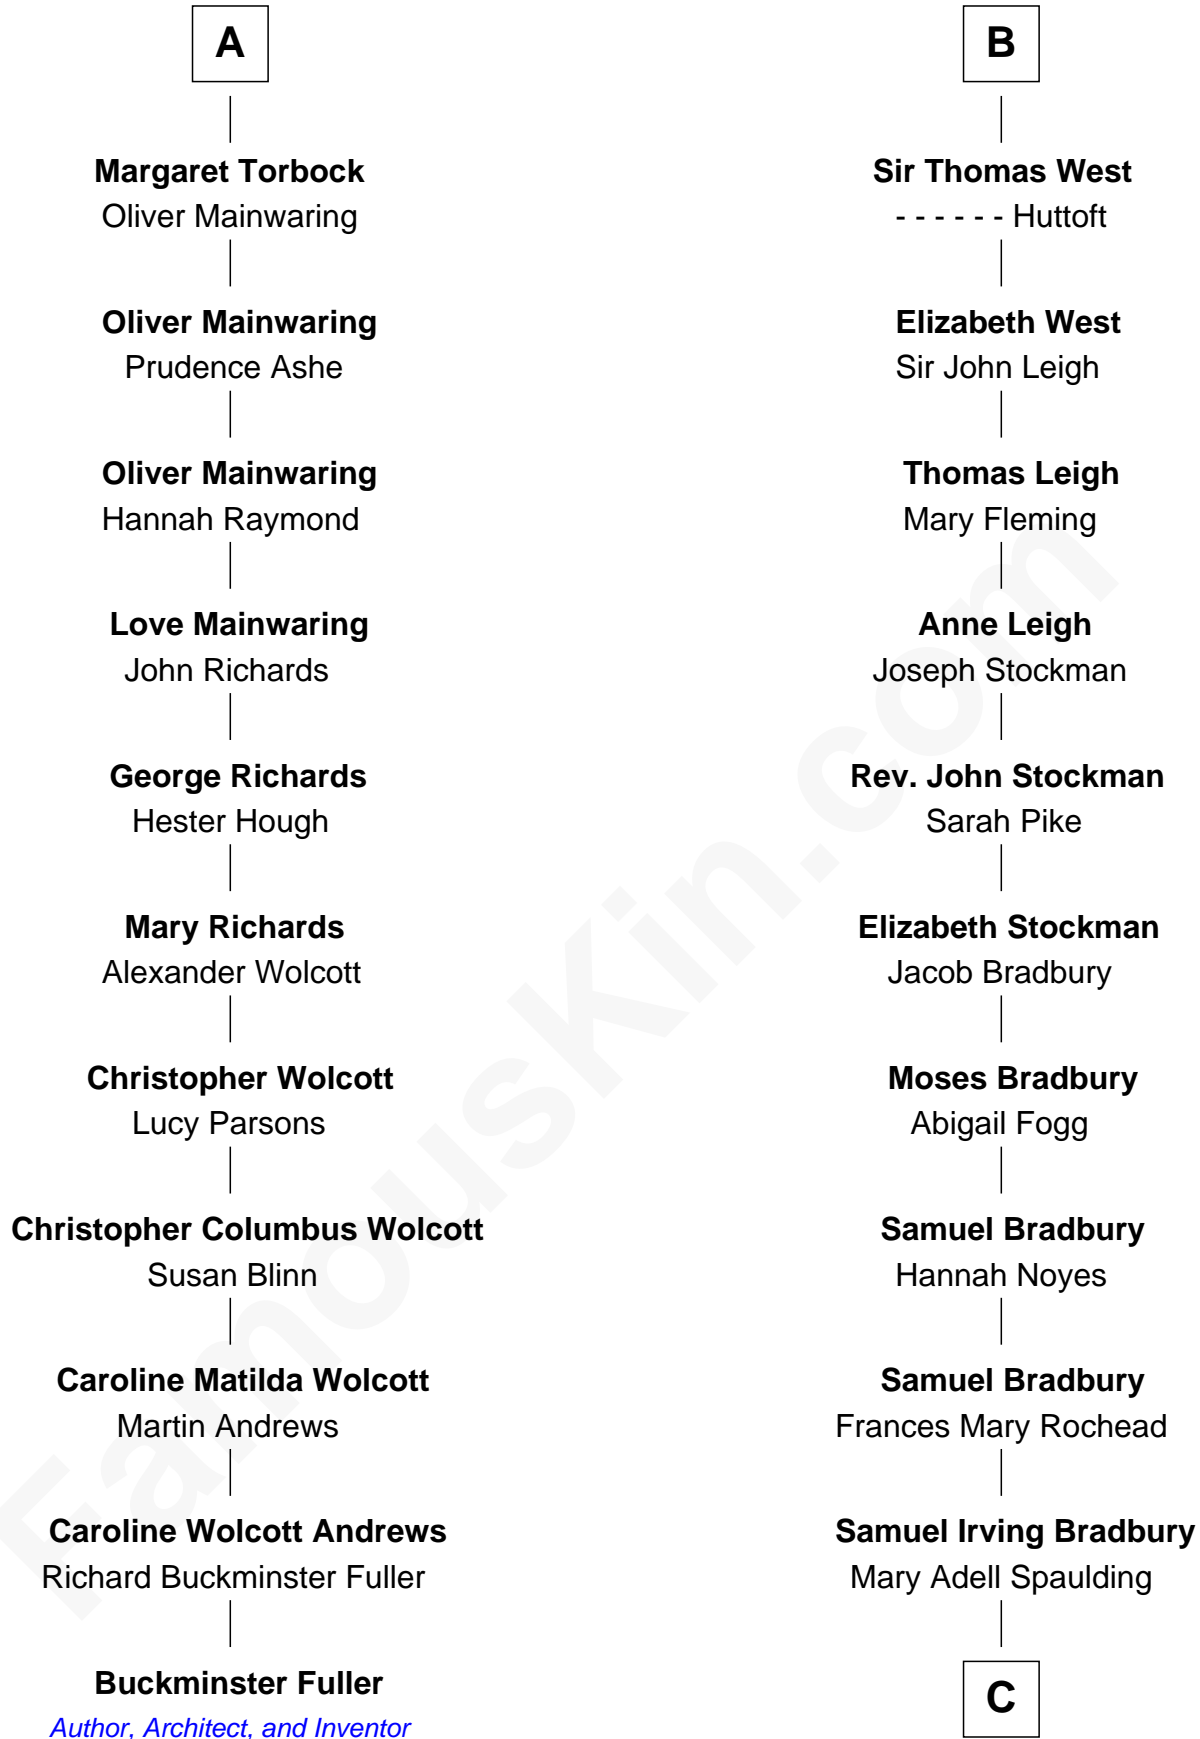 A
Margaret Torbock
Oliver Mainwaring
Oliver Mainwaring
Prudence Ashe
Oliver Mainwaring
Hannah Raymond
Love Mainwaring
John Richards
George Richards
Hester Hough
Mary Richards
Alexander Wolcott
Christopher Wolcott
Lucy Parsons
Christopher Columbus Wolcott
Susan Blinn
Caroline Matilda Wolcott
Martin Andrews
Caroline Wolcott Andrews
Richard Buckminster Fuller
Buckminster Fuller
Author, Architect, and Inventor
B
Sir Thomas West
- - - - - - Huttoft
Elizabeth West
Sir John Leigh
Thomas Leigh
Mary Fleming
Anne Leigh
Joseph Stockman
Rev. John Stockman
Sarah Pike
Elizabeth Stockman
Jacob Bradbury
Moses Bradbury
Abigail Fogg
Samuel Bradbury
Hannah Noyes
Samuel Bradbury
Frances Mary Rochead
Samuel Irving Bradbury
Mary Adell Spaulding
C
FamousKin.com